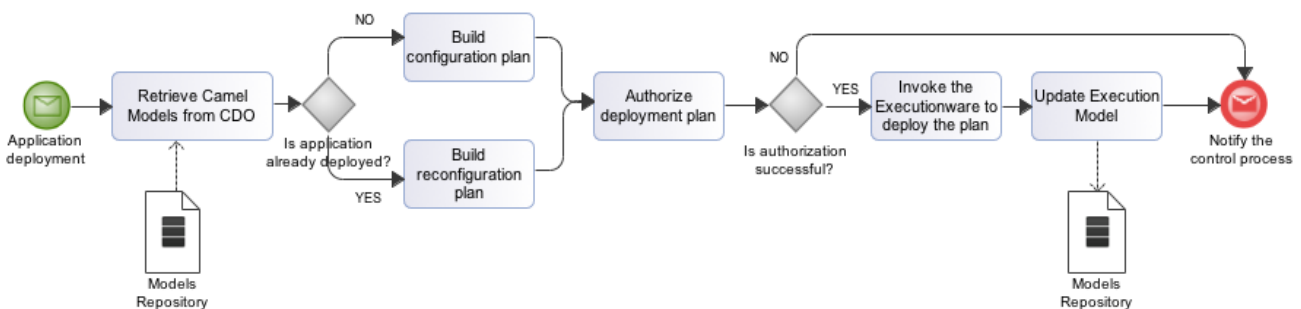 Application
deployment
Retrieve Camel
Models from CDO
Models
Repository
Is application
already deployed?
NO
YES
Build
configuration plan
Build
reconfiguration
plan
Authorize
deployment plan
Is authorization
successful?
NO
YES
Invoke the
Executionware to
deploy the plan
Update Execution
Model
Models
Repository
Notify the
control process